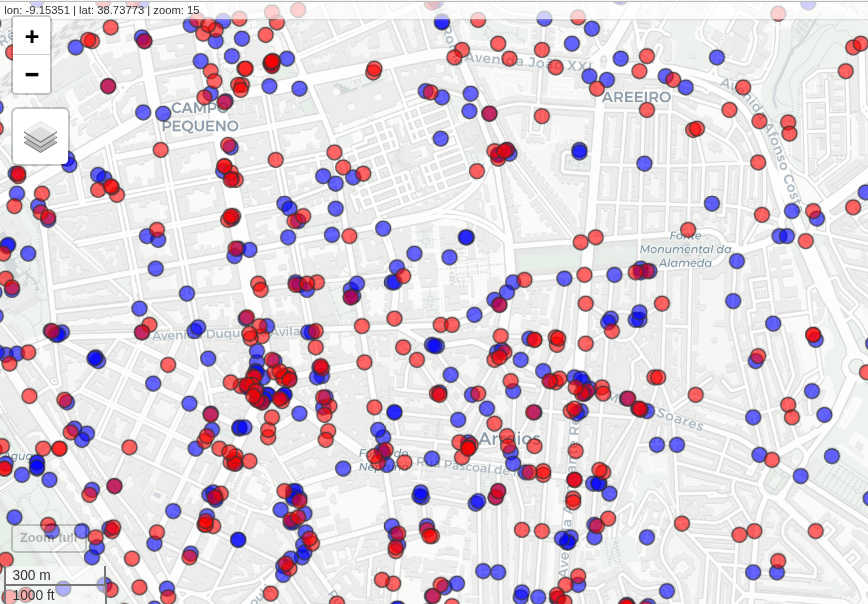 lon: -9.15351 | lat: 38.73773 | zoom: 15
+
−
Avenida João XXI
AREEIRO
CAMPO
PEQUENO
Avenida Afonso Costa
Fonte
Monumental da
Alameda
Avenida Duque Ávila
Soares
Arroios
Rua Pascoal de
Zoom full
300 m
1000 ft